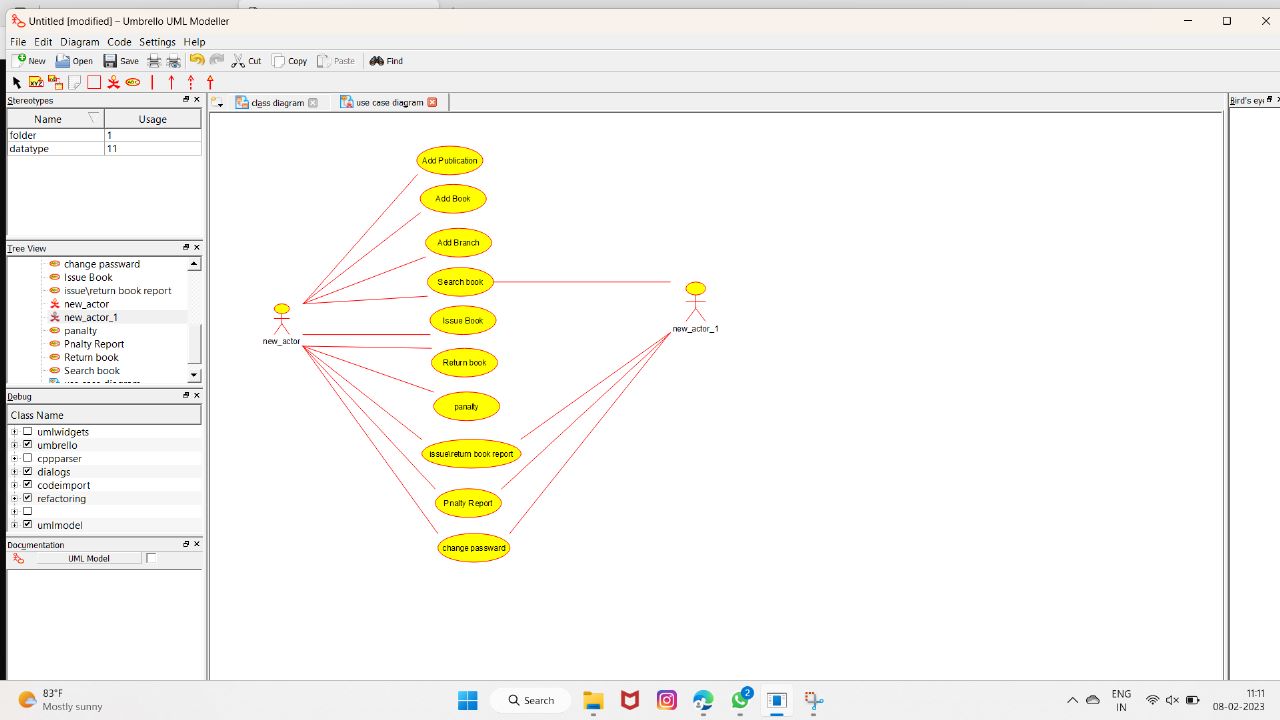 Untitled [modified] – Umbrello UML Modeller
File Edit Diagram Code Settings Help
New Open Save Cut Copy Paste Find
Stereotypes
Name Usage
folder 1
datatype 11
Tree View
change passward
Issue Book
issue\return book report
new_actor
new_actor_1
panalty
Pnalty Report
Return book
Search book
use case diagram
Debug
Class Name
umlwidgets
umbrello
cppparser
dialogs
codeimport
refactoring
umlmodel
Documentation
UML Model
class diagram use case diagram
Bird's ey
Add Publication
Add Book
Add Branch
Search book
Issue Book
new_actor
new_actor_1
Return book
panalty
issue\return book report
Pnalty Report
change passward
83°F
Mostly sunny
Search
2
ENG
IN
11:11
08-02-2023